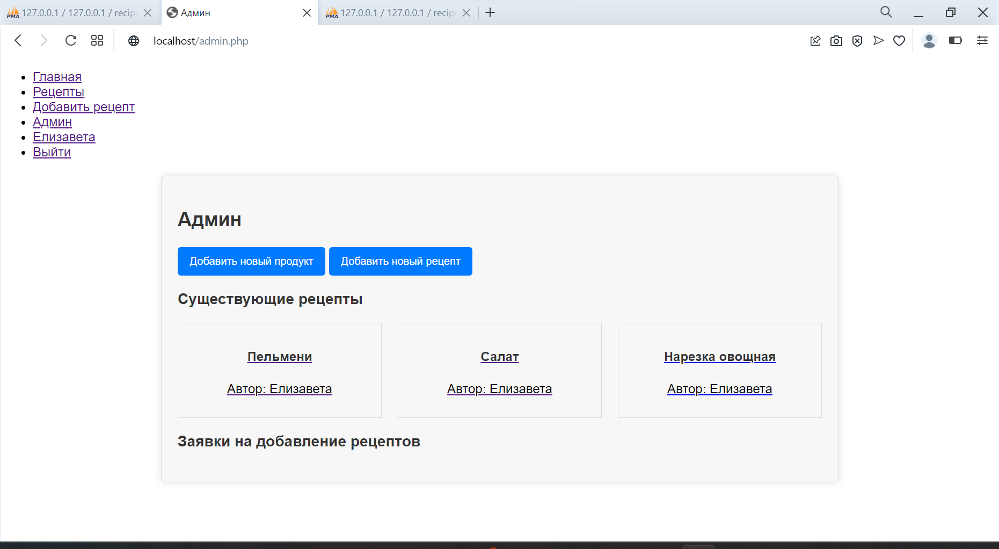 PMA 127.0.0.1 / 127.0.0.1 / recip
Админ
PMA 127.0.0.1 / 127.0.0.1 / recip
localhost/admin.php
Главная
Рецепты
Добавить рецепт
Админ
Елизавета
Выйти
Админ
Добавить новый продукт
Добавить новый рецепт
Существующие рецепты
Пельмени
Автор: Елизавета
Салат
Автор: Елизавета
Нарезка овощная
Автор: Елизавета
Заявки на добавление рецептов